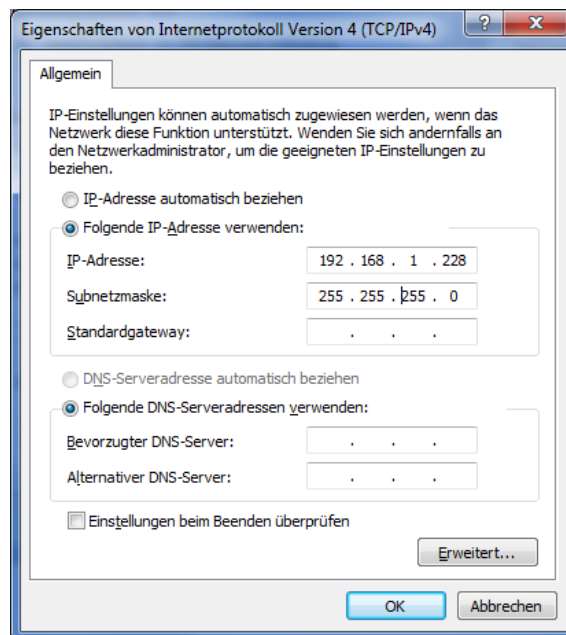 Eigenschaften von Internetprotokoll Version 4 (TCP/IPv4)
?
X
Allgemein
IP-Einstellungen können automatisch zugewiesen werden, wenn das
Netzwerk diese Funktion unterstützt. Wenden Sie sich andernfalls an
den Netzwerkadministrator, um die geeigneten IP-Einstellungen zu
beziehen.
IP-Adresse automatisch beziehen
Folgende IP-Adresse verwenden:
IP-Adresse: 192 . 168 . 1 . 228
Subnetzmaske: 255 . 255 . 255 . 0
Standardgateway: . . .
DNS-Serveradresse automatisch beziehen
Folgende DNS-Serveradressen verwenden:
Bevorzugter DNS-Server: . . .
Alternativer DNS-Server: . . .
Einstellungen beim Beenden überprüfen
Erweitert...
OK Abbrechen